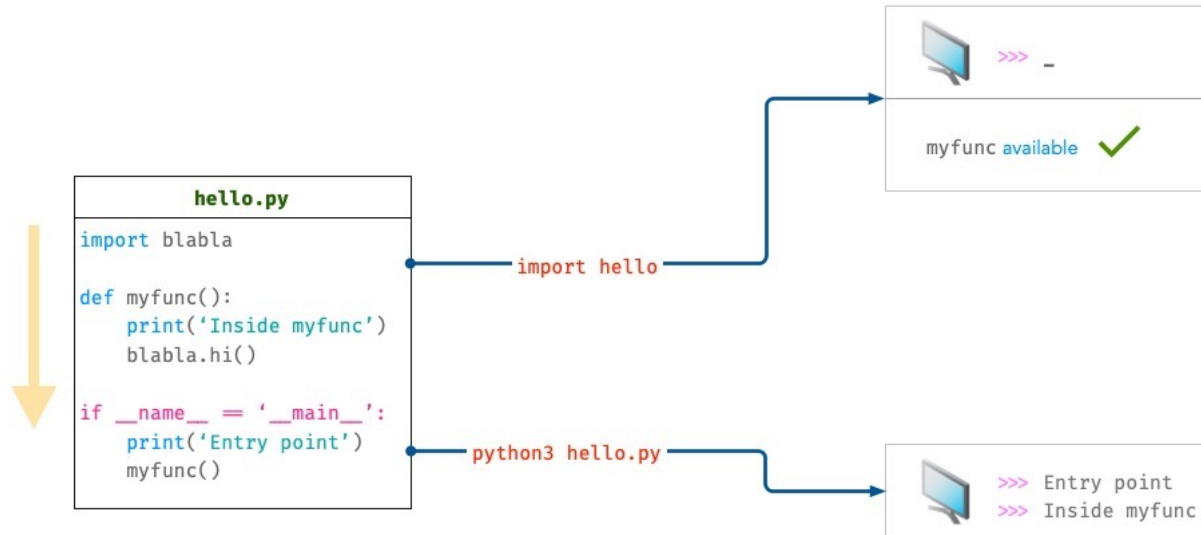 hello.py
import blabla
def myfunc():
    print(‘Inside myfunc’)
    blabla.hi()
if __name__ == ‘__main__’:
    print(‘Entry point’)
    myfunc()
import hello
python3 hello.py
>>> _
myfunc available
>>> Entry point
>>> Inside myfunc